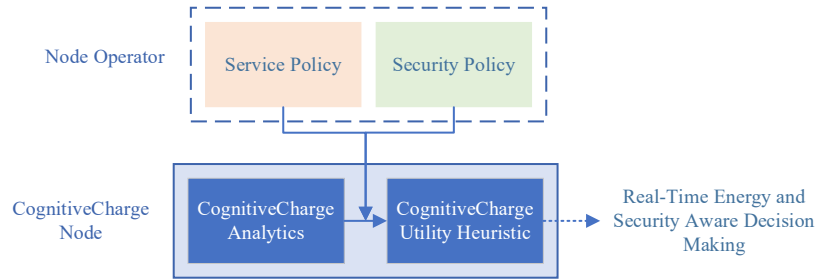 Node Operator
Service Policy
Security Policy
CognitiveCharge
Node
CognitiveCharge
Analytics
CognitiveCharge
Utility Heuristic
Real-Time Energy and
Security Aware Decision
Making